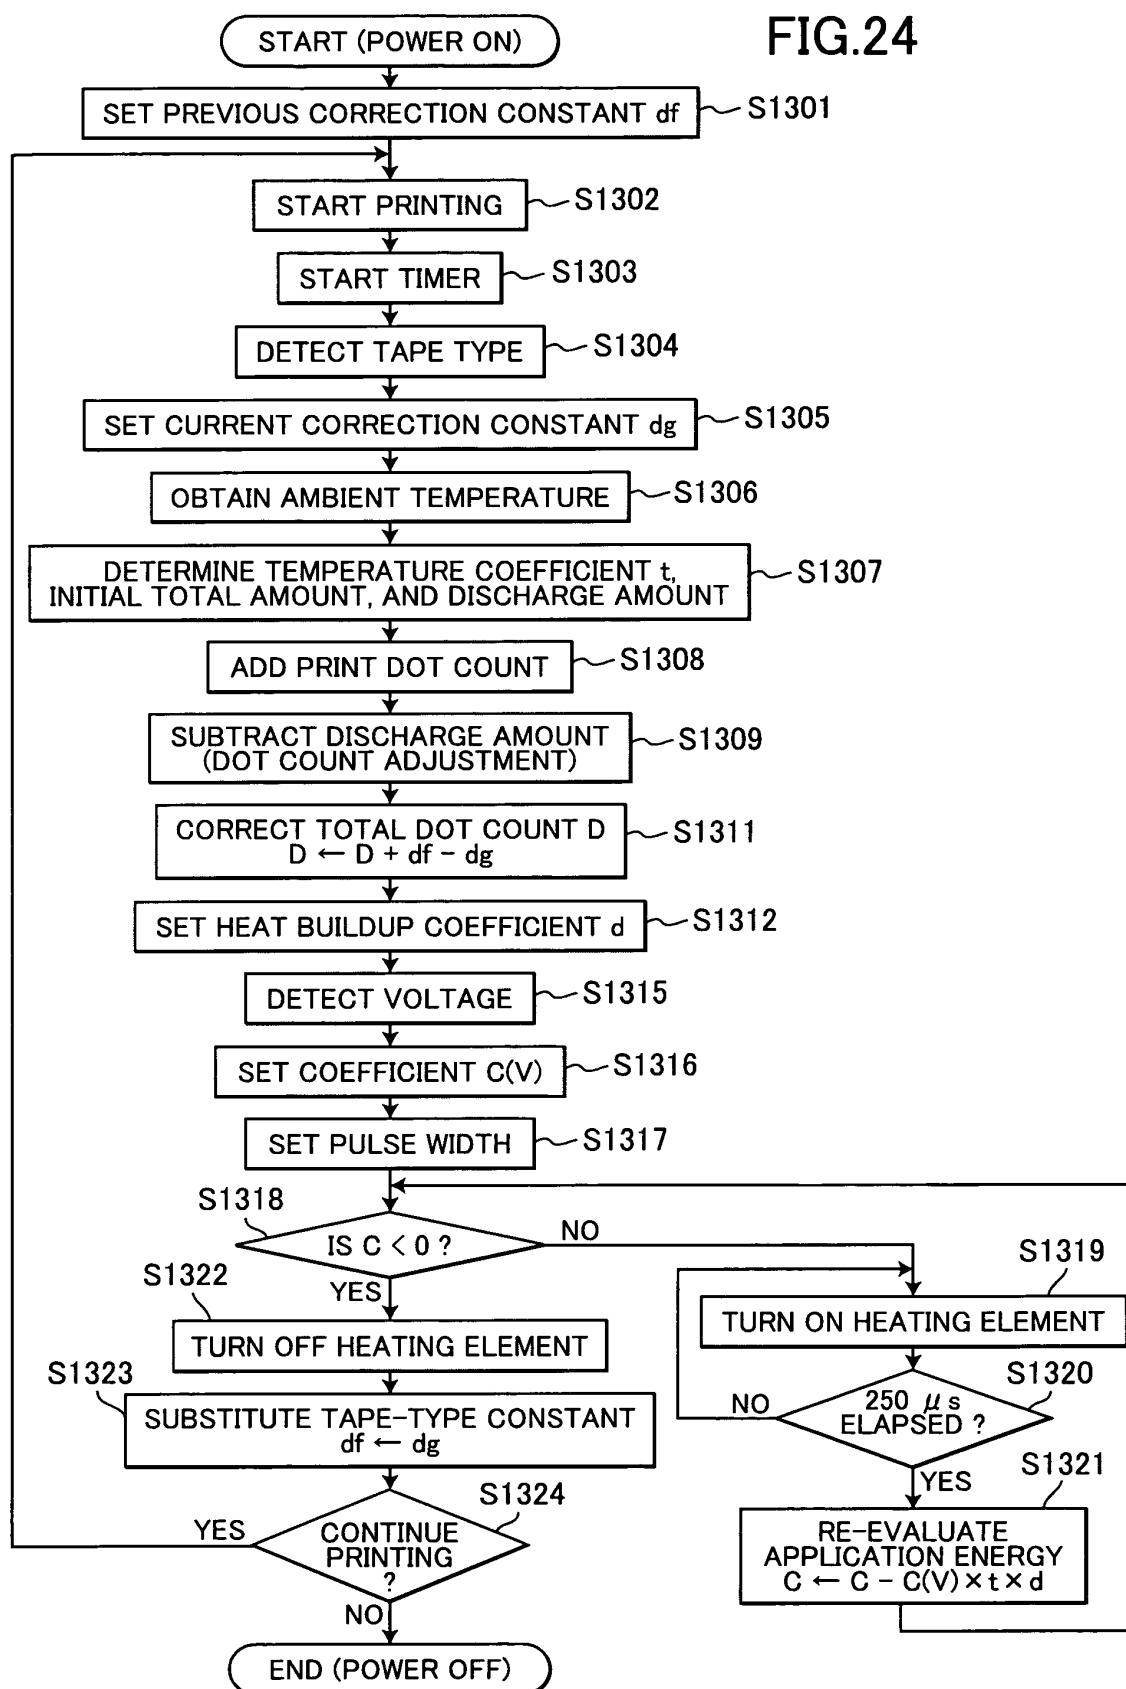 FIG.24
START (POWER ON)
SET PREVIOUS CORRECTION CONSTANT df
S1301
START PRINTING
S1302
START TIMER
S1303
DETECT TAPE TYPE
S1304
SET CURRENT CORRECTION CONSTANT dg
S1305
OBTAIN AMBIENT TEMPERATURE
S1306
DETERMINE TEMPERATURE COEFFICIENT t,
INITIAL TOTAL AMOUNT, AND DISCHARGE AMOUNT
S1307
ADD PRINT DOT COUNT
S1308
SUBTRACT DISCHARGE AMOUNT
(DOT COUNT ADJUSTMENT)
S1309
CORRECT TOTAL DOT COUNT D
D ← D + df − dg
S1311
SET HEAT BUILDUP COEFFICIENT d
S1312
DETECT VOLTAGE
S1315
SET COEFFICIENT C(V)
S1316
SET PULSE WIDTH
S1317
S1318
IS C < 0 ?
NO
YES
S1322
TURN OFF HEATING ELEMENT
S1323
SUBSTITUTE TAPE-TYPE CONSTANT
df ← dg
S1324
CONTINUE
PRINTING
?
YES
NO
END (POWER OFF)
S1319
TURN ON HEATING ELEMENT
S1320
250 μs
ELAPSED ?
NO
YES
S1321
RE-EVALUATE
APPLICATION ENERGY
C ← C − C(V)×t×d